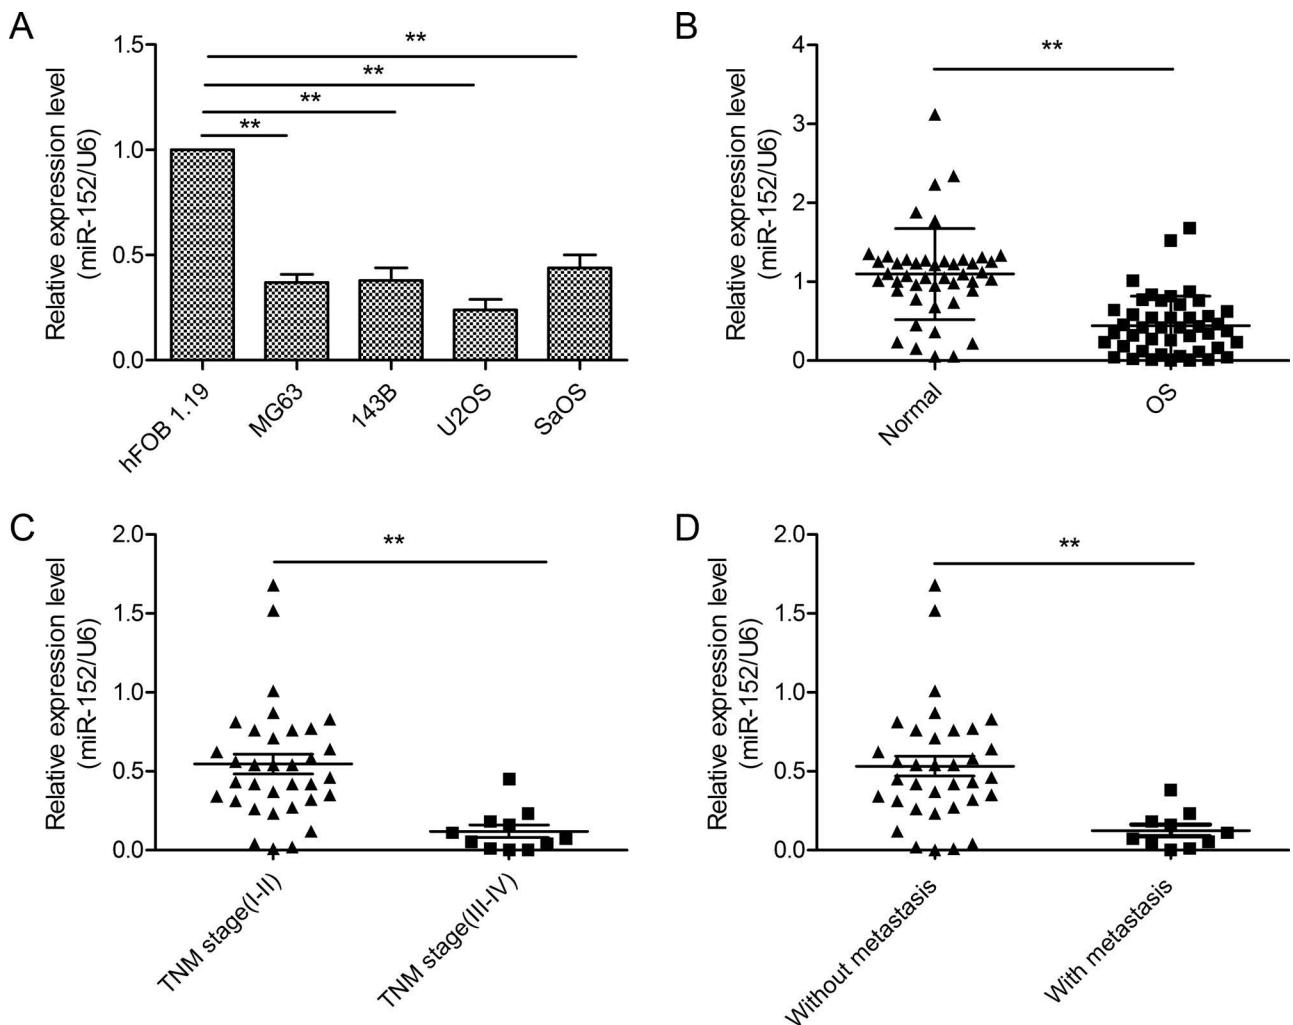 A
Relative expression level
(miR-152/U6)
1.5
1.0
0.5
0.0
**
**
**
**
hFOB 1.19
MG63
143B
U2OS
SaOS
B
Relative expression level
(miR-152/U6)
4
3
2
1
0
**
Normal
OS
C
Relative expression level
(miR-152/U6)
2.0
1.5
1.0
0.5
0.0
**
TNM stage(I-II)
TNM stage(III-IV)
D
Relative expression level
(miR-152/U6)
2.0
1.5
1.0
0.5
0.0
**
Without metastasis
With metastasis